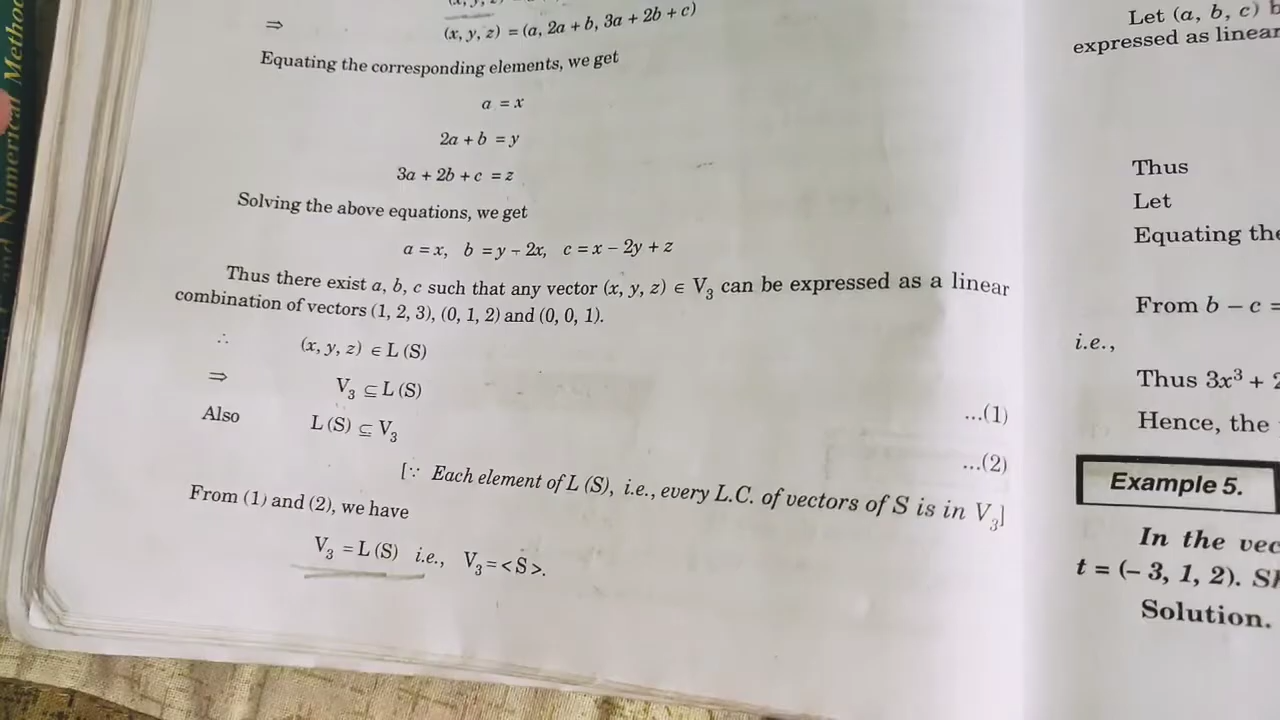 and Numerical Metho
⇒ (x, y, z) = (a, 2a + b, 3a + 2b + c)
Equating the corresponding elements, we get
a = x
2a + b = y
3a + 2b + c = z
Solving the above equations, we get
a = x, b = y − 2x, c = x − 2y + z
Thus there exist a, b, c such that any vector (x, y, z) ∈ V₃ can be expressed as a linear
combination of vectors (1, 2, 3), (0, 1, 2) and (0, 0, 1).
∴ (x, y, z) ∈ L (S)
⇒ V₃ ⊆ L (S) ...(1)
Also L (S) ⊆ V₃ ...(2)
[∵ Each element of L (S), i.e., every L.C. of vectors of S is in V₃]
From (1) and (2), we have
V₃ = L (S) i.e., V₃ = <S>.
Let (a, b, c)
expressed as linear
Thus
Let
Equating the
From b − c =
i.e.,
Thus 3x³ +
Hence, the
Example 5.
In the vec
t = (− 3, 1, 2). Sh
Solution.